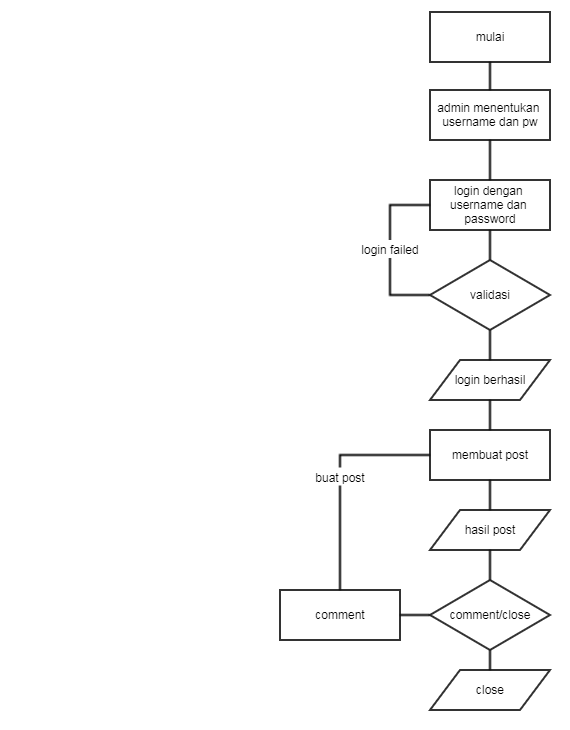 mulai
admin menentukan
username dan pw
login dengan
username dan
password
login failed
validasi
login berhasil
membuat post
buat post
hasil post
comment
comment/close
close